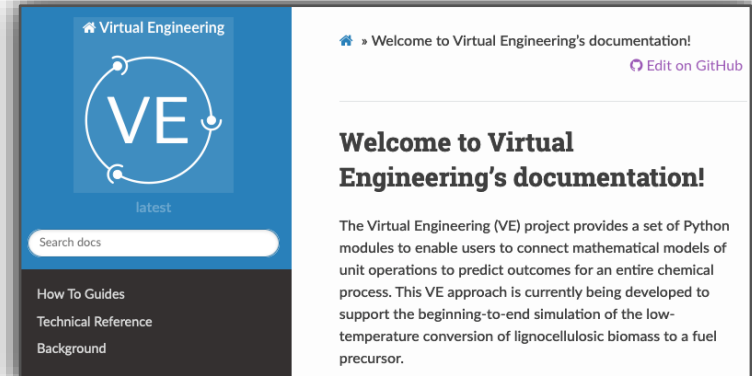 Virtual Engineering
VE
latest
Search docs
How To Guides
Technical Reference
Background
» Welcome to Virtual Engineering’s documentation!
Edit on GitHub
Welcome to Virtual
Engineering’s documentation!
The Virtual Engineering (VE) project provides a set of Python
modules to enable users to connect mathematical models of
unit operations to predict outcomes for an entire chemical
process. This VE approach is currently being developed to
support the beginning-to-end simulation of the low-
temperature conversion of lignocellulosic biomass to a fuel
precursor.